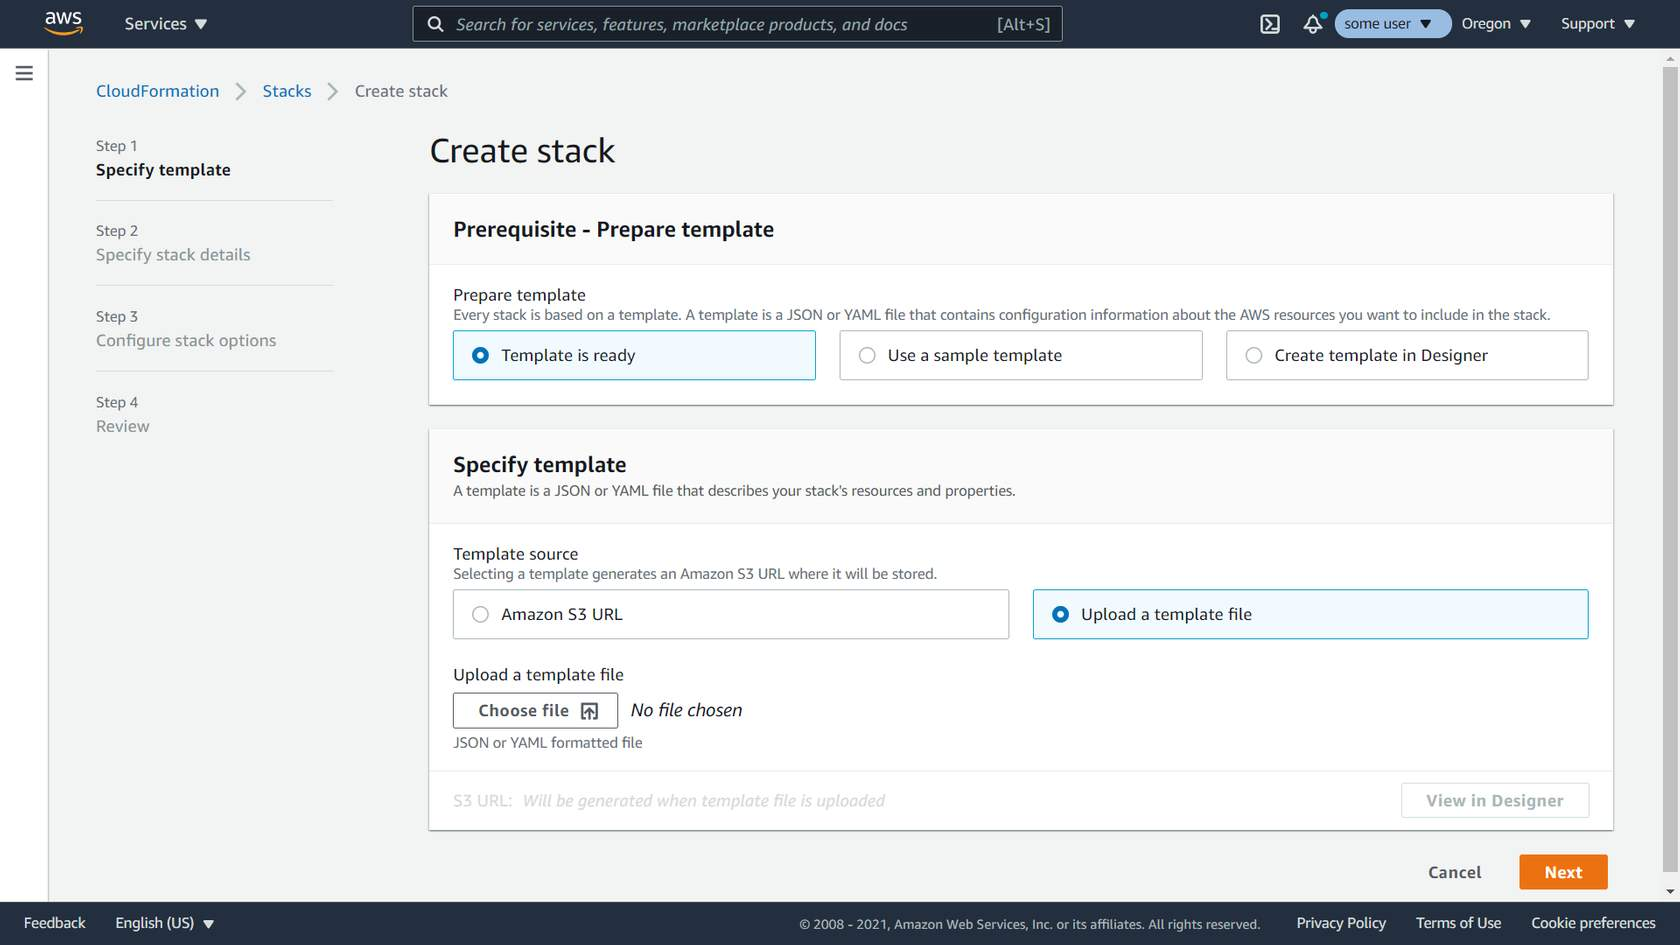 aws
Services
Search for services, features, marketplace products, and docs [Alt+S]
some user
Oregon
Support
CloudFormation
Stacks
Create stack
Step 1
Specify template
Step 2
Specify stack details
Step 3
Configure stack options
Step 4
Review
Create stack
Prerequisite - Prepare template
Prepare template
Every stack is based on a template. A template is a JSON or YAML file that contains configuration information about the AWS resources you want to include in the stack.
Template is ready
Use a sample template
Create template in Designer
Specify template
A template is a JSON or YAML file that describes your stack's resources and properties.
Template source
Selecting a template generates an Amazon S3 URL where it will be stored.
Amazon S3 URL
Upload a template file
Upload a template file
Choose file No file chosen
JSON or YAML formatted file
S3 URL: Will be generated when template file is uploaded
View in Designer
Cancel
Next
Feedback
English (US)
© 2008 - 2021, Amazon Web Services, Inc. or its affiliates. All rights reserved.
Privacy Policy
Terms of Use
Cookie preferences